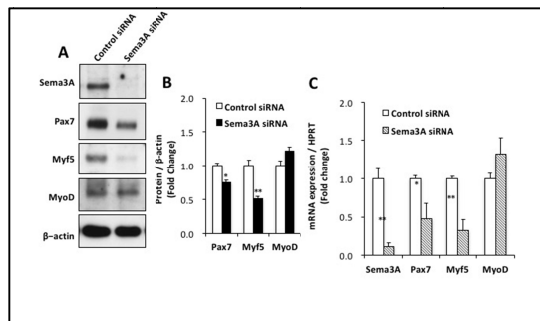 A
Control siRNA
Sema3A siRNA
Sema3A
Pax7
Myf5
MyoD
β–actin
B
Protein / β-actin
(Fold Change)
2.0
1.5
1.0
0.5
0.0
Control siRNA
Sema3A siRNA
*
**
Pax7 Myf5 MyoD
C
mRNA expression / HPRT
(Fold Change)
2.0
1.5
1.0
0.5
0.0
Control siRNA
Sema3A siRNA
**
*
**
Sema3A Pax7 Myf5 MyoD